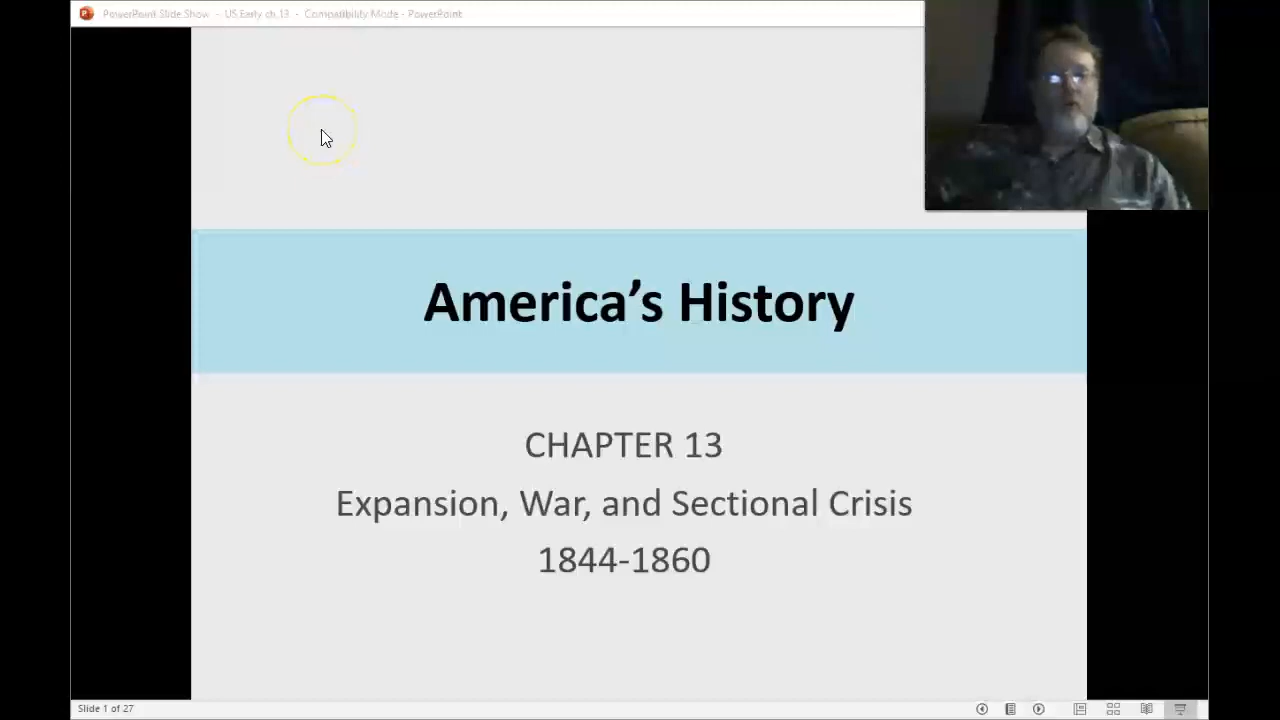 PowerPoint Slide Show - US Early ch 13 - Compatibility Mode - PowerPoint
America’s History
CHAPTER 13
Expansion, War, and Sectional Crisis
1844-1860
Slide 1 of 27